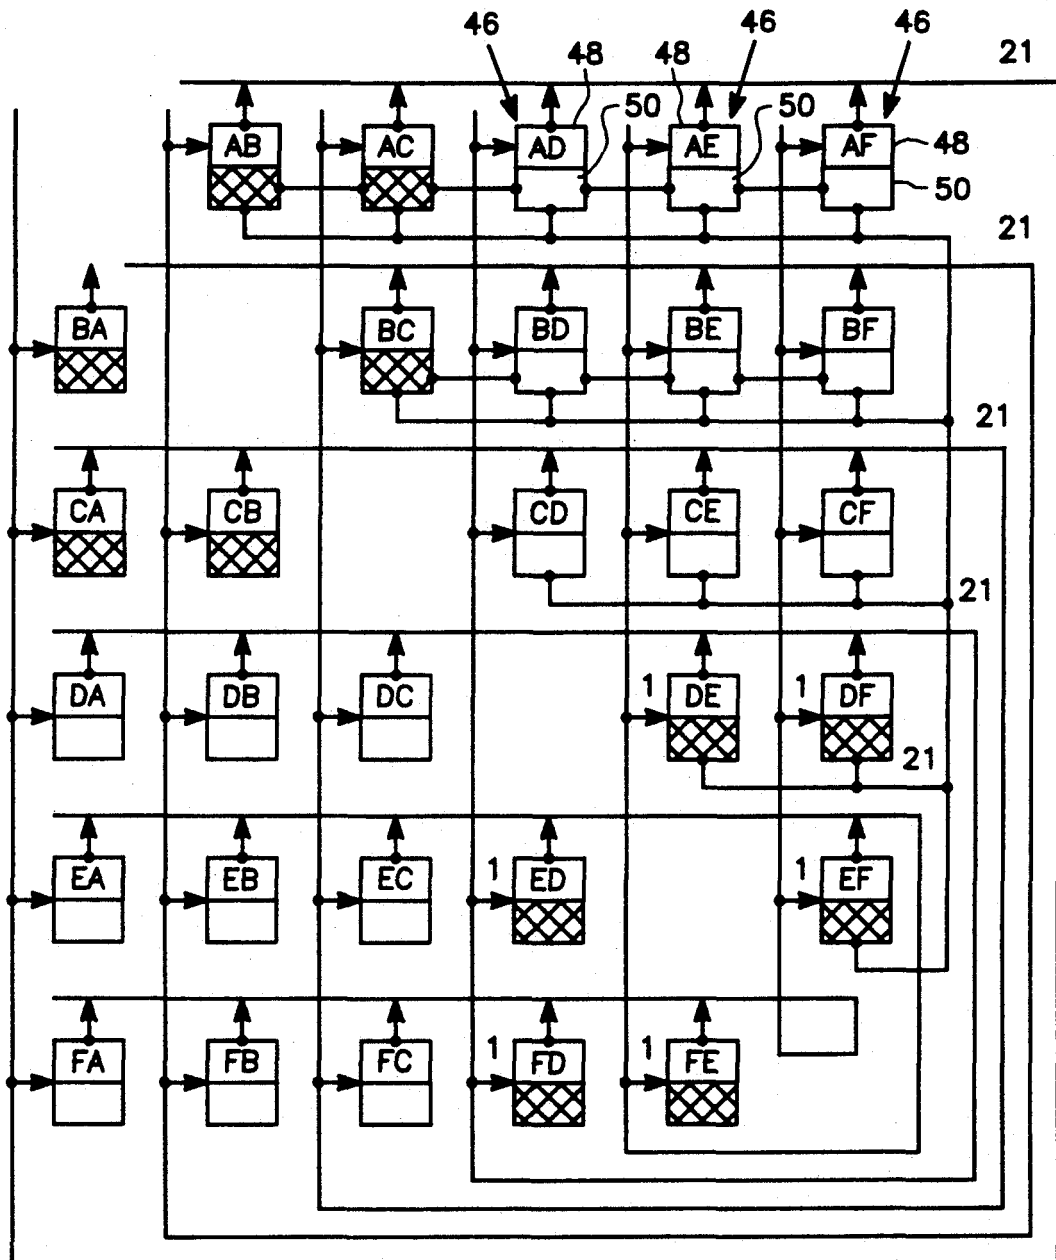 46 46 46
48 48 21
50 50
AB AC AD AE AF 48
50
21
BA BC BD BE BF
21
CA CB CD CE CF
21
DA DB DC 1 DE 1 DF
21
EA EB EC 1 ED 1 EF
FA FB FC 1 FD 1 FE